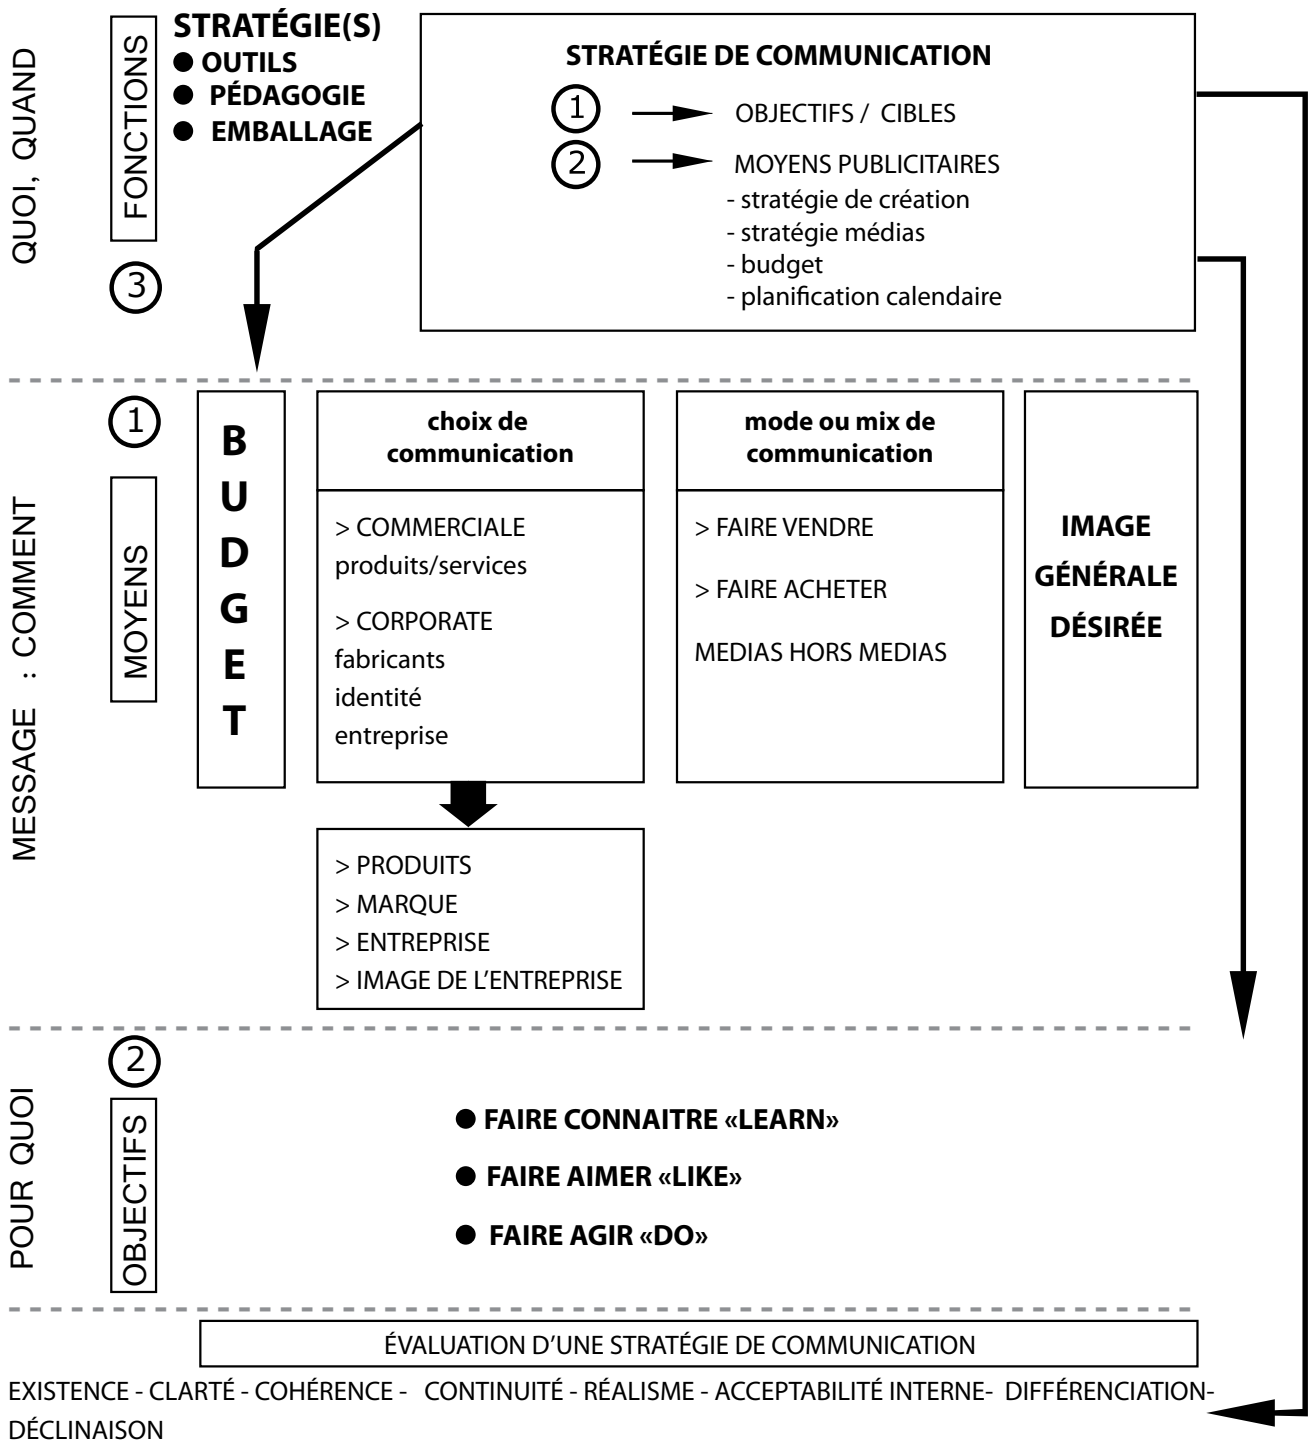 QUOI, QUAND
FONCTIONS
3
STRATÉGIE(S)
● OUTILS
● PÉDAGOGIE
● EMBALLAGE
STRATÉGIE DE COMMUNICATION
1 OBJECTIFS / CIBLES
2 MOYENS PUBLICITAIRES
- stratégie de création
- stratégie médias
- budget
- planification calendaire
MESSAGE : COMMENT
1
MOYENS
BUDGET
choix de
communication
> COMMERCIALE
produits/services
> CORPORATE
fabricants
identité
entreprise
> PRODUITS
> MARQUE
> ENTREPRISE
> IMAGE DE L'ENTREPRISE
mode ou mix de
communication
> FAIRE VENDRE
> FAIRE ACHETER
MEDIAS HORS MEDIAS
IMAGE
GÉNÉRALE
DÉSIRÉE
POUR QUOI
2
OBJECTIFS
● FAIRE CONNAITRE «LEARN»
● FAIRE AIMER «LIKE»
● FAIRE AGIR «DO»
ÉVALUATION D'UNE STRATÉGIE DE COMMUNICATION
EXISTENCE - CLARTÉ - COHÉRENCE - CONTINUITÉ - RÉALISME - ACCEPTABILITÉ INTERNE- DIFFÉRENCIATION-
DÉCLINAISON